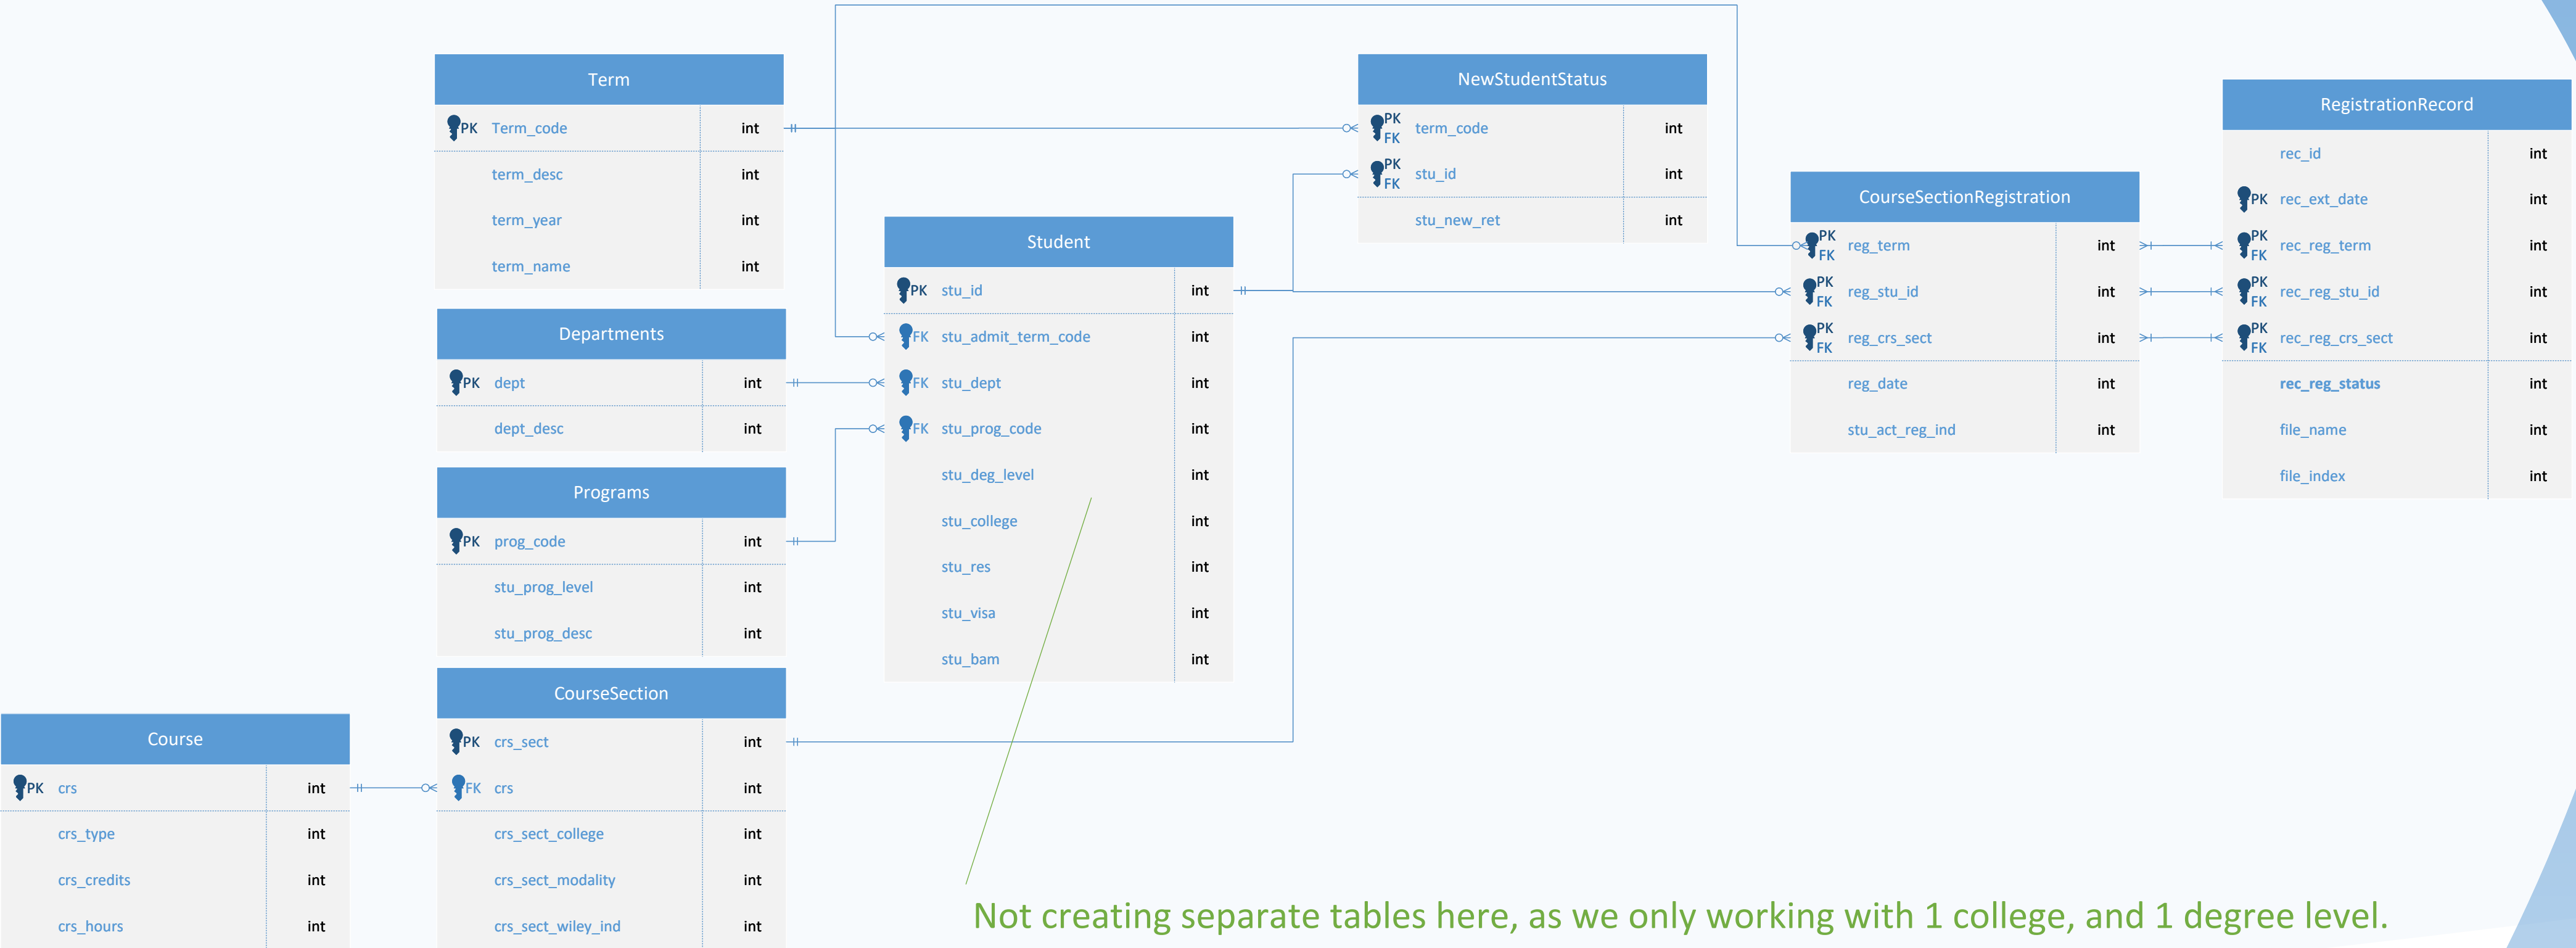 Term
PK Term_code int
term_desc int
term_year int
term_name int
Departments
PK dept int
dept_desc int
Programs
PK prog_code int
stu_prog_level int
stu_prog_desc int
Course
PK crs int
crs_type int
crs_credits int
crs_hours int
CourseSection
PK crs_sect int
FK crs int
crs_sect_college int
crs_sect_modality int
crs_sect_wiley_ind int
Student
PK stu_id int
FK stu_admit_term_code int
FK stu_dept int
FK stu_prog_code int
stu_deg_level int
stu_college int
stu_res int
stu_visa int
stu_bam int
NewStudentStatus
PK
FK term_code int
PK
FK stu_id int
stu_new_ret int
CourseSectionRegistration
PK
FK reg_term int
PK
FK reg_stu_id int
PK
FK reg_crs_sect int
reg_date int
stu_act_reg_ind int
RegistrationRecord
rec_id int
PK rec_ext_date int
PK
FK rec_reg_term int
PK
FK rec_reg_stu_id int
PK
FK rec_reg_crs_sect int
rec_reg_status int
file_name int
file_index int
Not creating separate tables here, as we only working with 1 college, and 1 degree level.